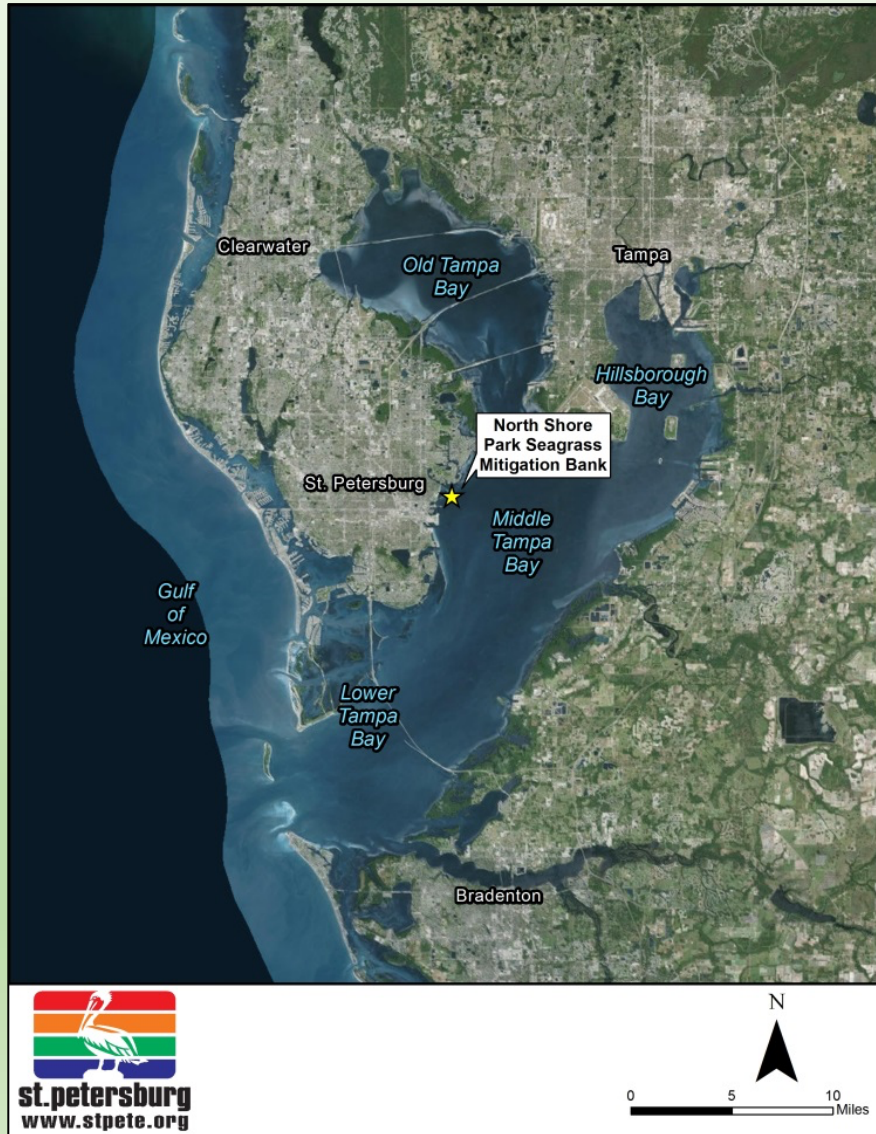 Clearwater
Old Tampa
Bay
Tampa
Hillsborough
Bay
North Shore
Park Seagrass
Mitigation Bank
St. Petersburg
Middle
Tampa
Bay
Gulf
of
Mexico
Lower
Tampa
Bay
Bradenton
st.petersburg
www.stpete.org
N
0 5 10
Miles